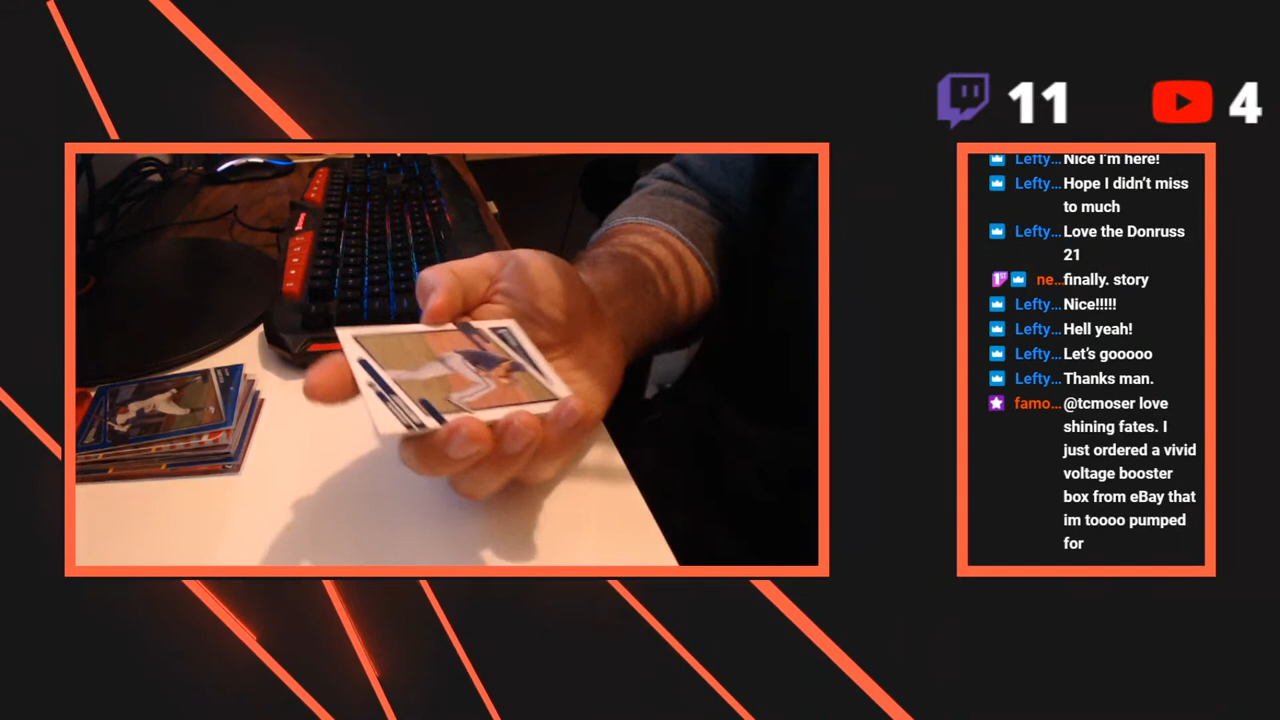 11
4
Lefty… Nice I'm here!
Lefty… Hope I didn't miss
to much
Lefty… Love the Donruss
21
ne… finally. story
Lefty… Nice!!!!!
Lefty… Hell yeah!
Lefty… Let's gooooo
Lefty… Thanks man.
famo… @tcmoser love
shining fates. I
just ordered a vivid
voltage booster
box from eBay that
im toooo pumped
for